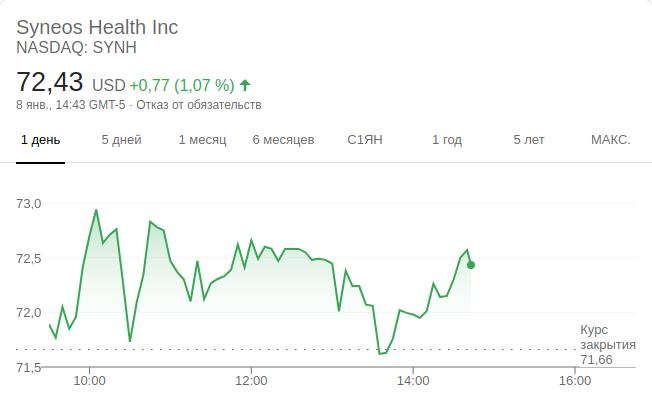 Syneos Health Inc
NASDAQ: SYNH
72,43 USD +0,77 (1,07 %)
8 янв., 14:43 GMT-5 · Отказ от обязательств
1 день 5 дней 1 месяц 6 месяцев С1ЯН 1 год 5 лет МАКС.
73,0
72,5
72,0
71,5
Курс
закрытия
71,66
10:00 12:00 14:00 16:00